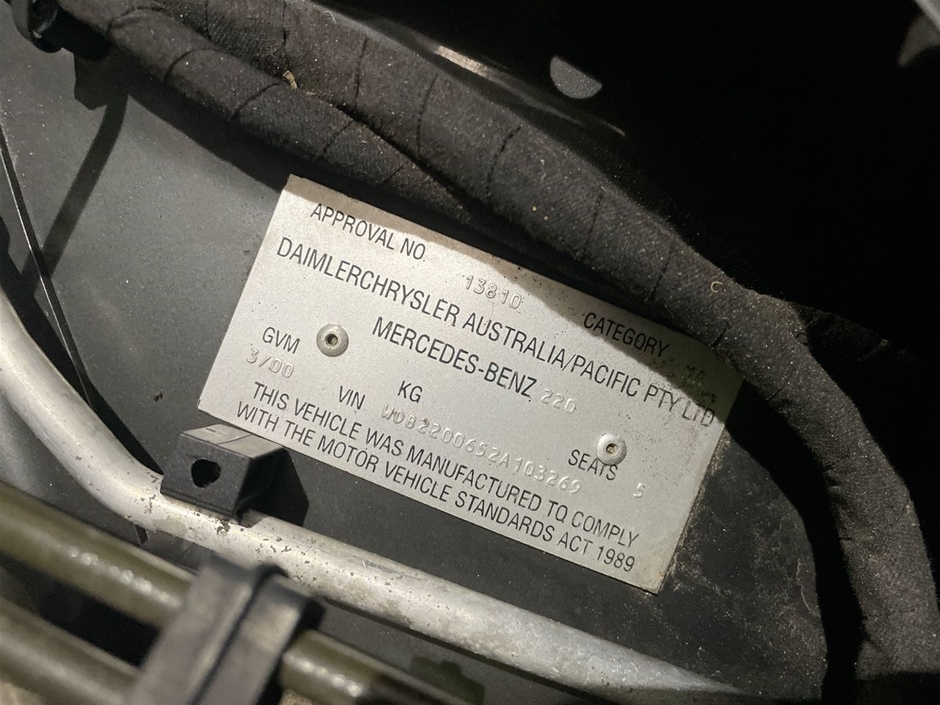 APPROVAL NO 13810 CATEGORY MA
DAIMLERCHRYSLER AUSTRALIA/PACIFIC PTY LTD
MERCEDES-BENZ 220
GVM KG SEATS 5
3/00 VIN WDB2200652A103269
THIS VEHICLE WAS MANUFACTURED TO COMPLY
WITH THE MOTOR VEHICLE STANDARDS ACT 1989